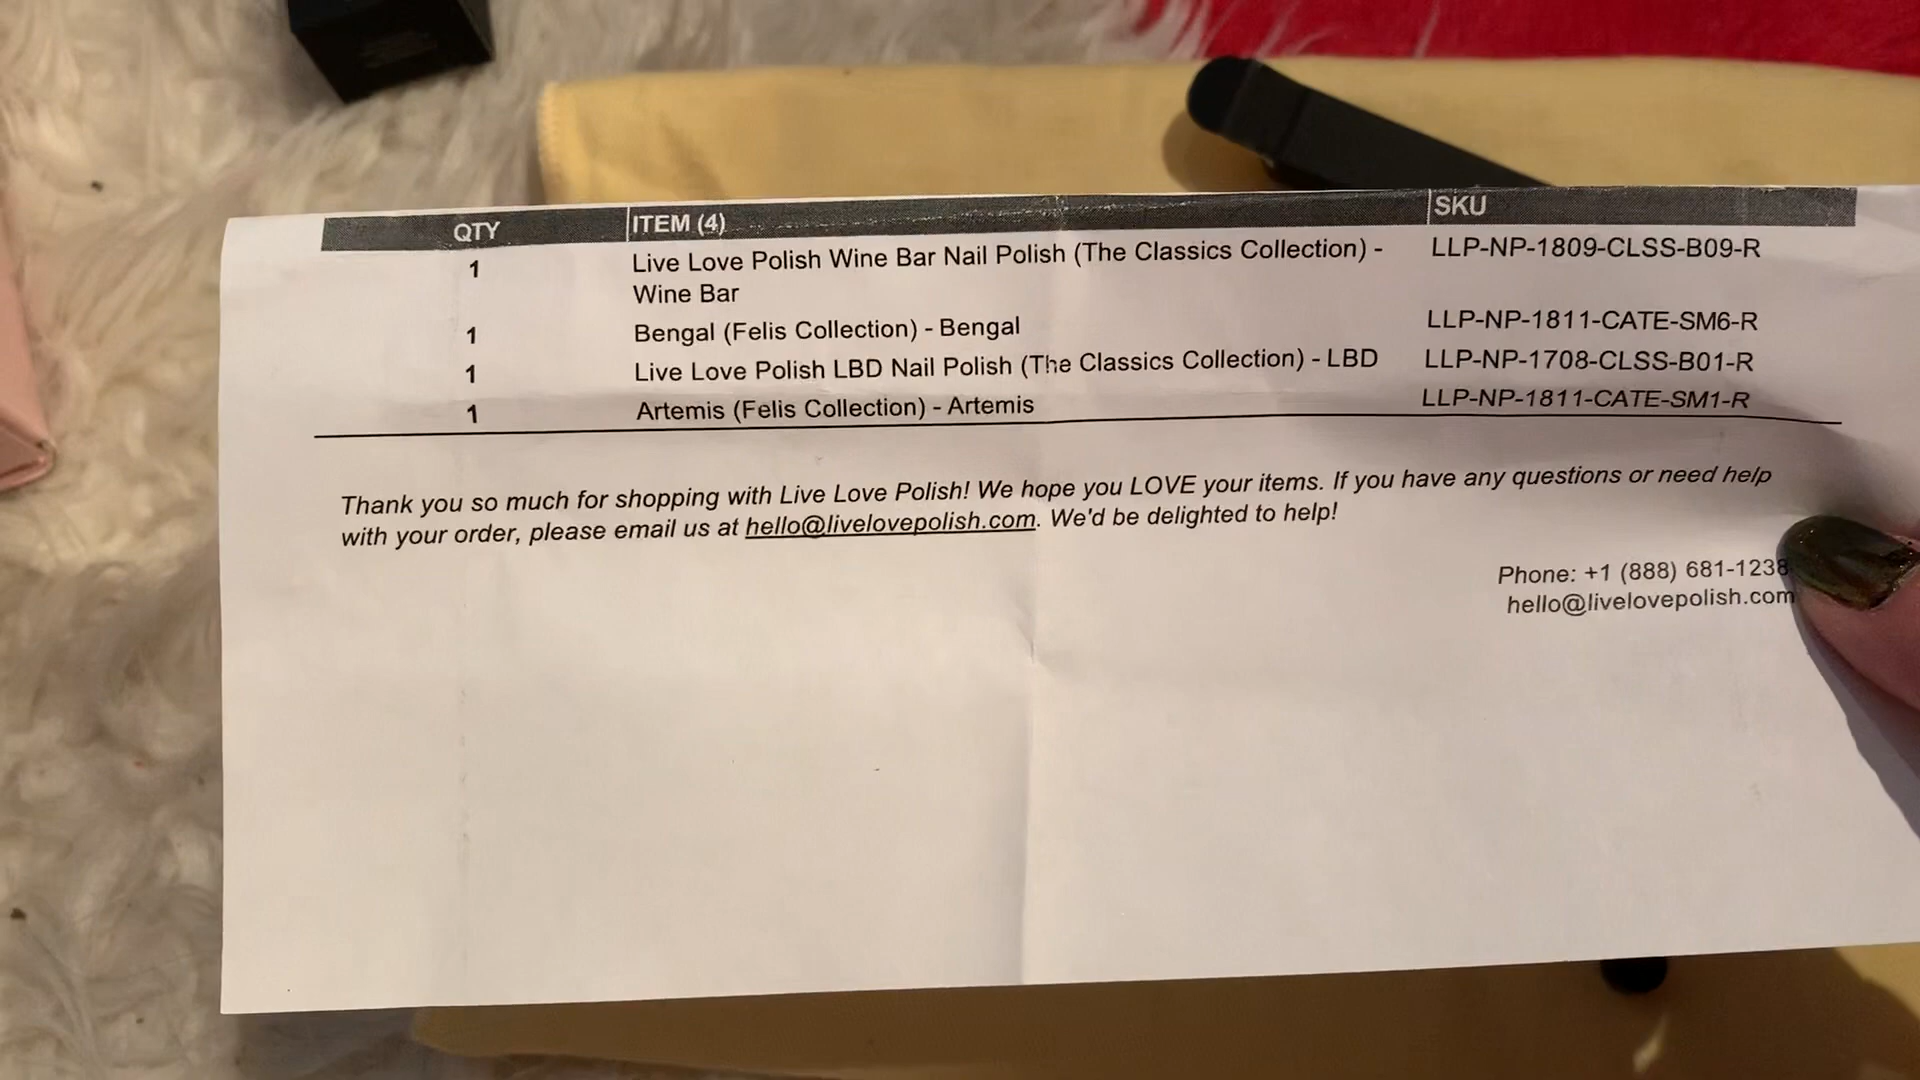 QTY ITEM (4) SKU
1 Live Love Polish Wine Bar Nail Polish (The Classics Collection) - LLP-NP-1809-CLSS-B09-R
Wine Bar
1 Bengal (Felis Collection) - Bengal LLP-NP-1811-CATE-SM6-R
1 Live Love Polish LBD Nail Polish (The Classics Collection) - LBD LLP-NP-1708-CLSS-B01-R
1 Artemis (Felis Collection) - Artemis LLP-NP-1811-CATE-SM1-R
Thank you so much for shopping with Live Love Polish! We hope you LOVE your items. If you have any questions or need help
with your order, please email us at hello@livelovepolish.com. We'd be delighted to help!
Phone: +1 (888) 681-1238
hello@livelovepolish.com